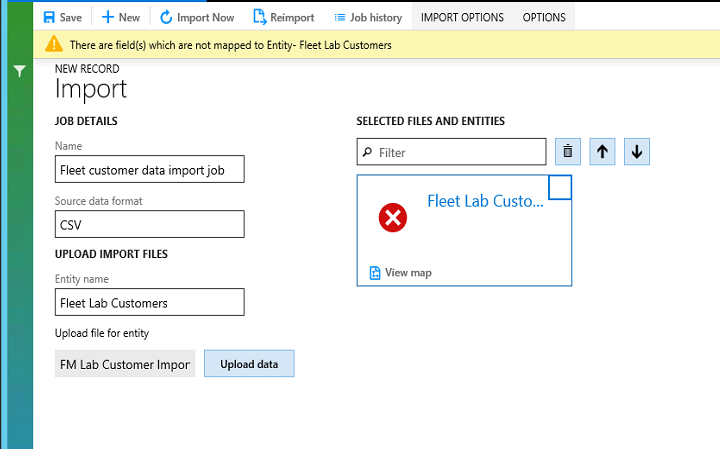 Save + New Import Now Reimport Job history IMPORT OPTIONS OPTIONS
There are field(s) which are not mapped to Entity- Fleet Lab Customers
NEW RECORD
Import
JOB DETAILS
Name
Fleet customer data import job
Source data format
CSV
UPLOAD IMPORT FILES
Entity name
Fleet Lab Customers
Upload file for entity
FM Lab Customer Impor
Upload data
SELECTED FILES AND ENTITIES
Filter
Fleet Lab Custo...
View map